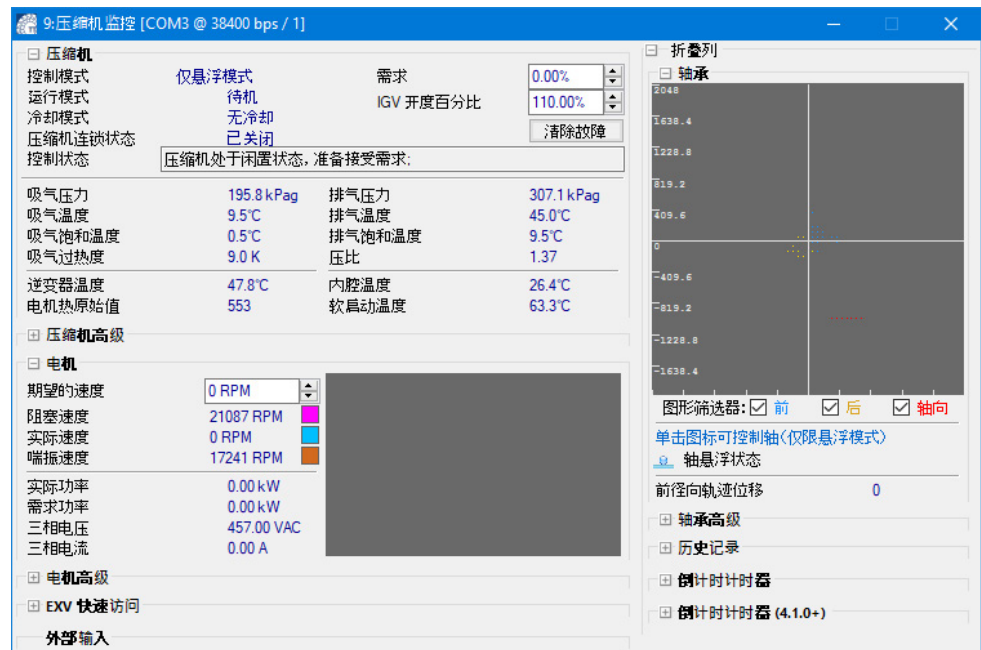 9:压缩机监控 [COM3 @ 38400 bps / 1]
压缩机
控制模式 仅悬浮模式 需求 0.00%
运行模式 待机 IGV 开度百分比 110.00%
冷却模式 无冷却
压缩机连锁状态 已关闭 清除故障
控制状态 压缩机处于闲置状态，准备接受需求;
吸气压力 195.8 kPag 排气压力 307.1 kPag
吸气温度 9.5℃ 排气温度 45.0℃
吸气饱和温度 0.5℃ 排气饱和温度 9.5℃
吸气过热度 9.0 K 压比 1.37
逆变器温度 47.8℃ 内腔温度 26.4℃
电机热原始值 553 软启动温度 63.3℃
压缩机高级
电机
期望的速度 0 RPM
阻塞速度 21087 RPM
实际速度 0 RPM
喘振速度 17241 RPM
实际功率 0.00 kW
需求功率 0.00 kW
三相电压 457.00 VAC
三相电流 0.00 A
电机高级
EXV 快速访问
外部输入
折叠列
轴承
2048
1638.4
1228.8
819.2
409.6
0
-409.6
-819.2
-1228.8
-1638.4
图形筛选器: 前 后 轴向
单击图标可控制轴(仅限悬浮模式)
轴悬浮状态
前径向轨迹位移 0
轴承高级
历史记录
倒计时计时器
倒计时计时器 (4.1.0+)